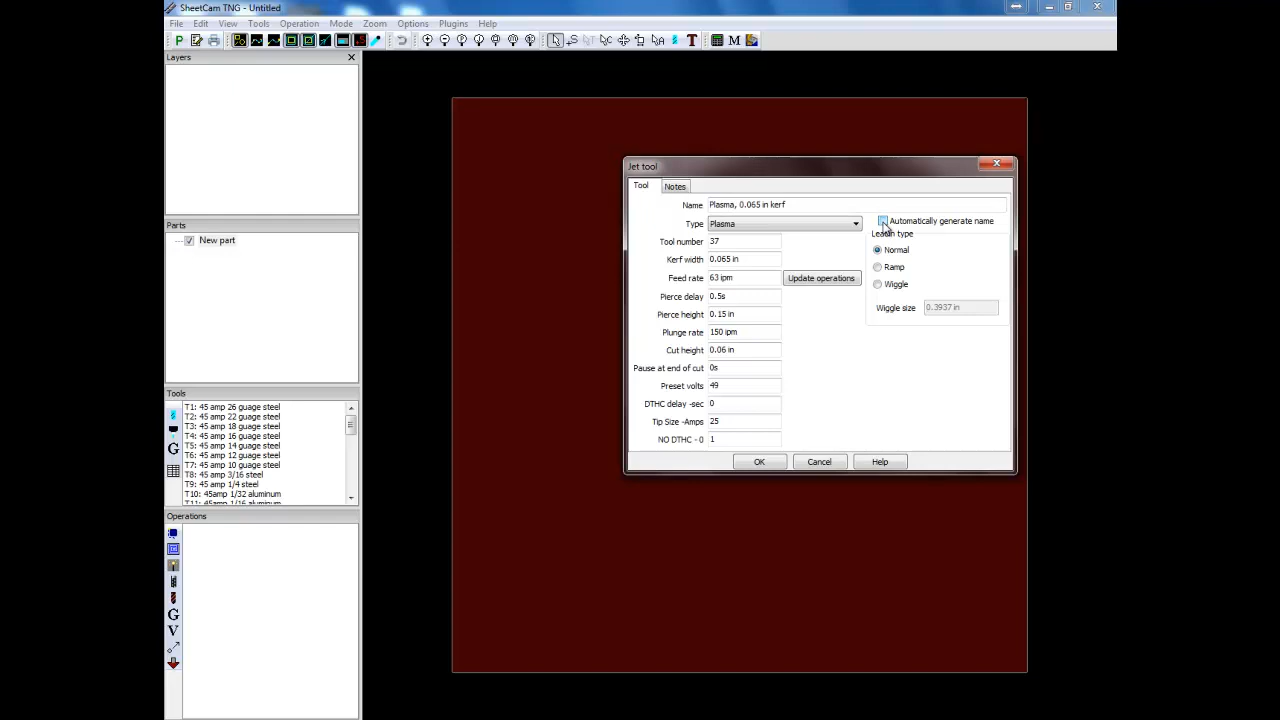 SheetCam TNG - Untitled
File Edit View Tools Operation Mode Zoom Options Plugins Help
Layers
Parts
New part
Tools
T1: 45 amp 26 guage steel
T2: 45 amp 22 guage steel
T3: 45 amp 18 guage steel
T4: 45 amp 16 guage steel
T5: 45 amp 14 guage steel
T6: 45 amp 12 guage steel
T7: 45 amp 10 guage steel
T8: 45 amp 3/16 steel
T9: 45 amp 1/4 steel
T10: 45amp 1/32 aluminum
T11: 45amp 1/16 aluminum
Operations
Jet tool
Tool Notes
Name Plasma, 0.065 in kerf
Type Plasma
Automatically generate name
Tool number 37
Kerf width 0.065 in
Feed rate 63 ipm Update operations
Pierce delay 0.5s
Pierce height 0.15 in
Plunge rate 150 ipm
Cut height 0.06 in
Pause at end of cut 0s
Preset volts 49
DTHC delay -sec 0
Tip Size -Amps 25
NO DTHC - 0 1
type
Normal
Ramp
Wiggle
Wiggle size 0.3937 in
OK Cancel Help